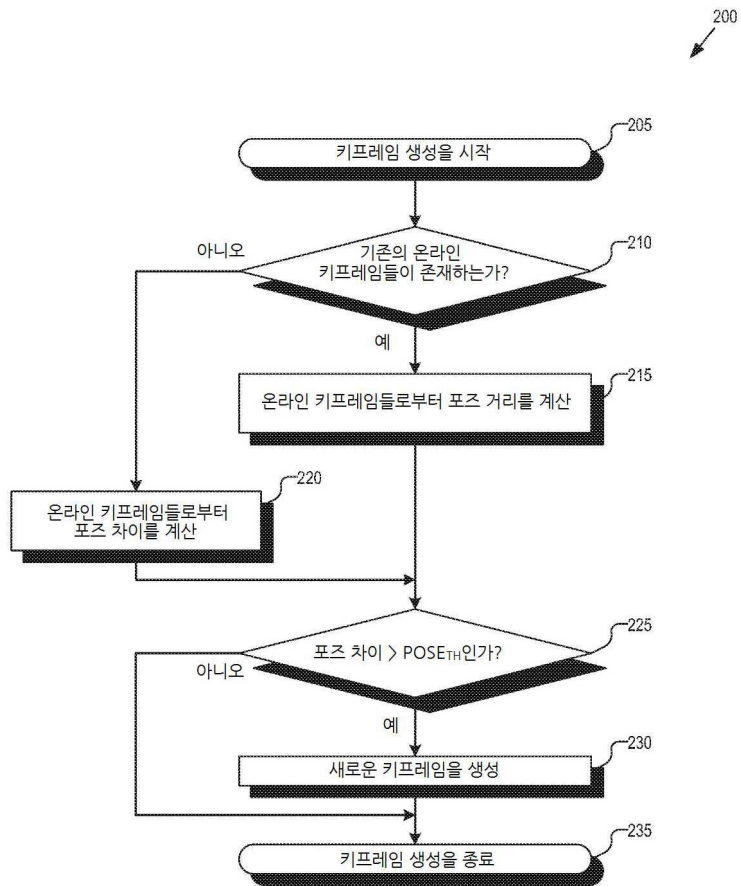 200
키프레임 생성을 시작
205
기존의 온라인
키프레임들이 존재하는가?
210
아니오
예
온라인 키프레임들로부터 포즈 거리를 계산
215
온라인 키프레임들로부터
포즈 차이를 계산
220
포즈 차이 > POSETH인가?
225
아니오
예
새로운 키프레임을 생성
230
키프레임 생성을 종료
235